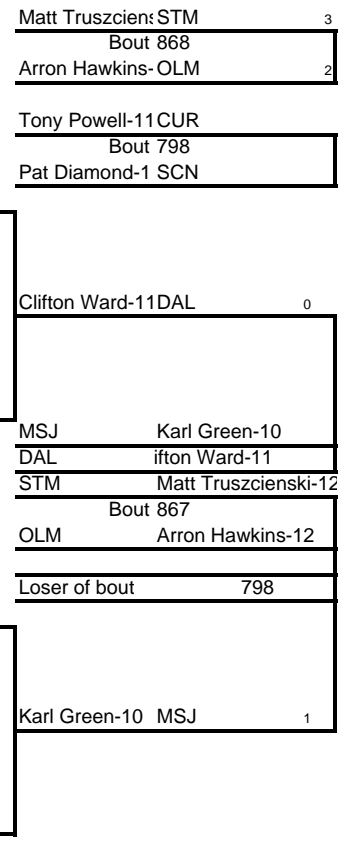 Matt Truszciens STM 3
Bout 868
Arron Hawkins- OLM 2
Tony Powell-11 CUR
Bout 798
Pat Diamond-1 SCN
Clifton Ward-11 DAL 0
MSJ Karl Green-10
DAL ifton Ward-11
STM Matt Truszcienski-12
Bout 867
OLM Arron Hawkins-12
Loser of bout 798
Karl Green-10 MSJ 1